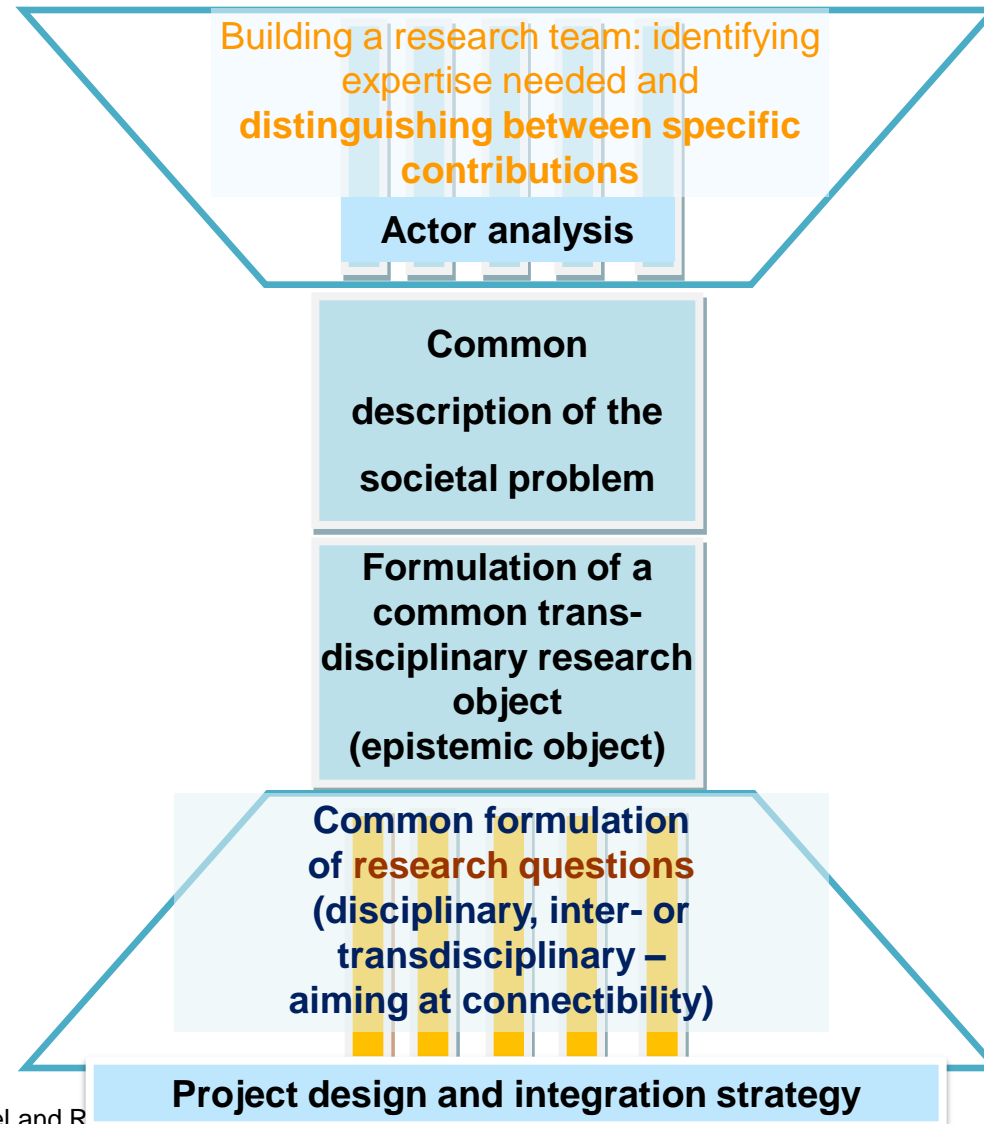 Building a research team: identifying
expertise needed and
distinguishing between specific
contributions
Actor analysis
Common
description of the
societal problem
Formulation of a
common trans-
disciplinary research
object
(epistemic object)
Common formulation
of research questions
(disciplinary, inter- or
transdisciplinary –
aiming at connectibility)
Project design and integration strategy
and